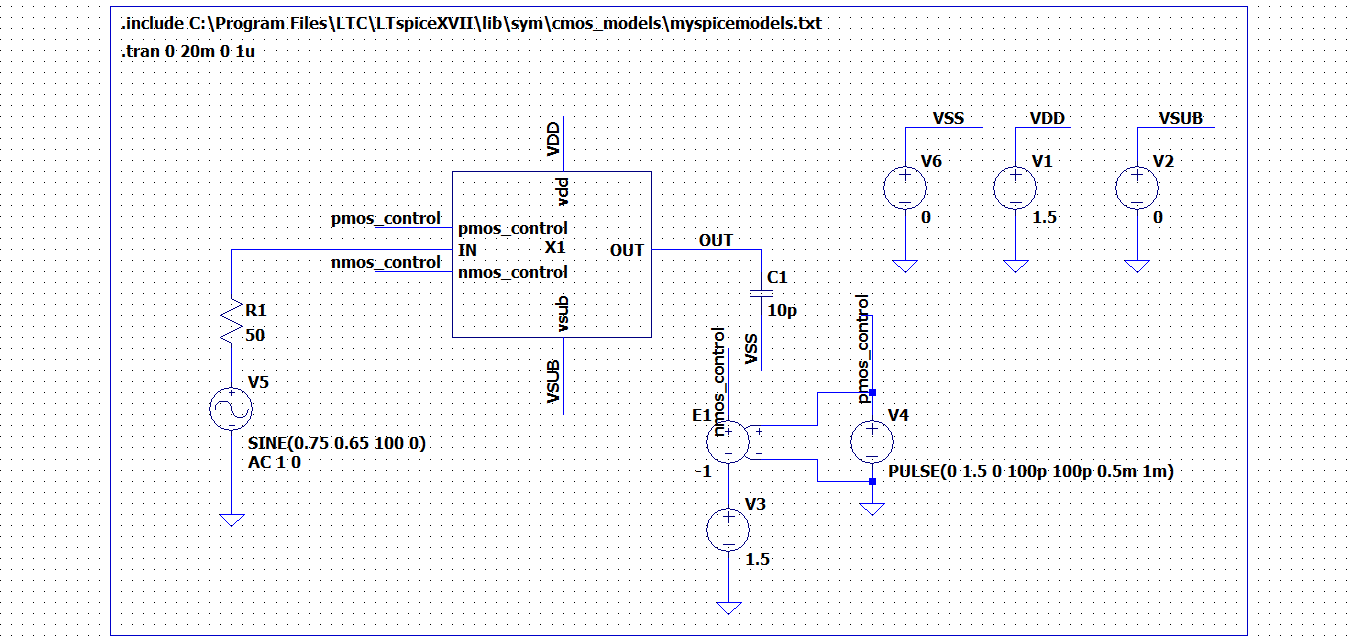 .include C:\Program Files\LTC\LTspiceXVII\lib\sym\cmos_models\myspicemodels.txt
.tran 0 20m 0 1u
VSS
VDD
VSUB
V6
V1
V2
0
1.5
0
VDD
vdd
pmos_control
pmos_control
IN
X1
OUT
OUT
nmos_control
nmos_control
vsub
VSUB
C1
10p
VSS
R1
50
V5
SINE(0.75 0.65 100 0)
AC 1 0
nmos_control
pmos_control
E1
-1
V4
PULSE(0 1.5 0 100p 100p 0.5m 1m)
V3
1.5